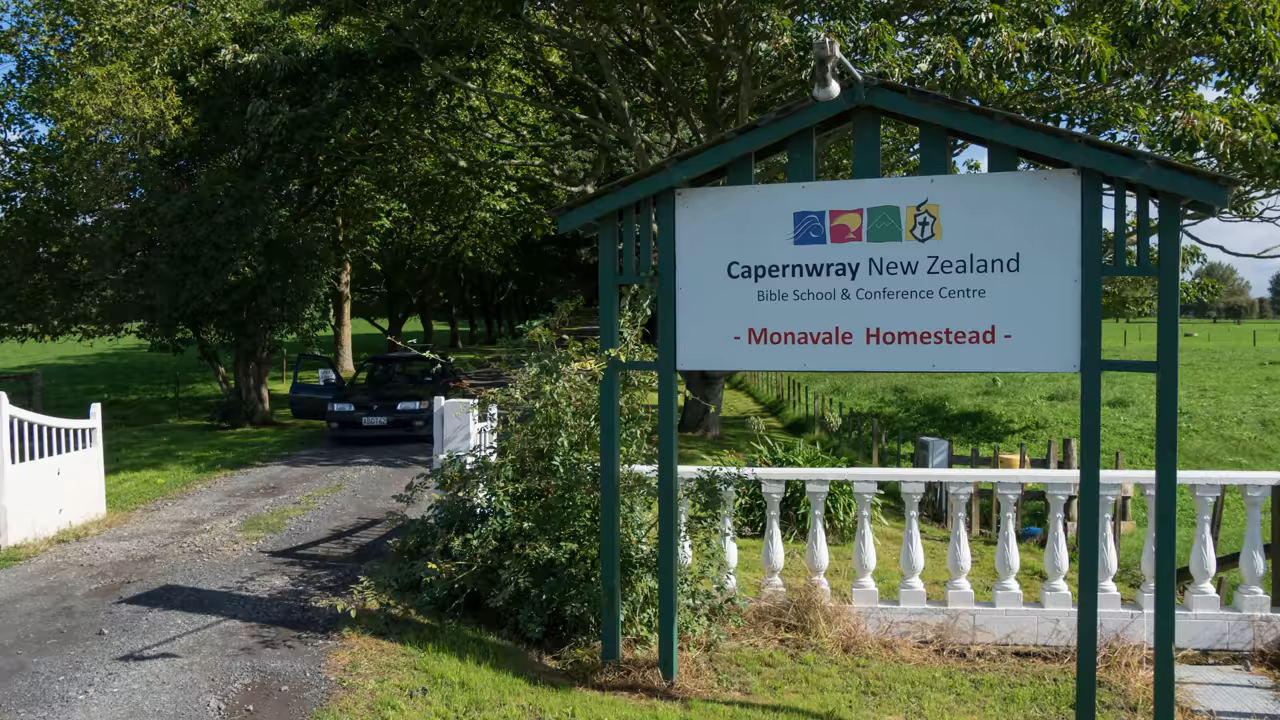 Capernwray New Zealand
Bible School & Conference Centre
- Monavale Homestead -